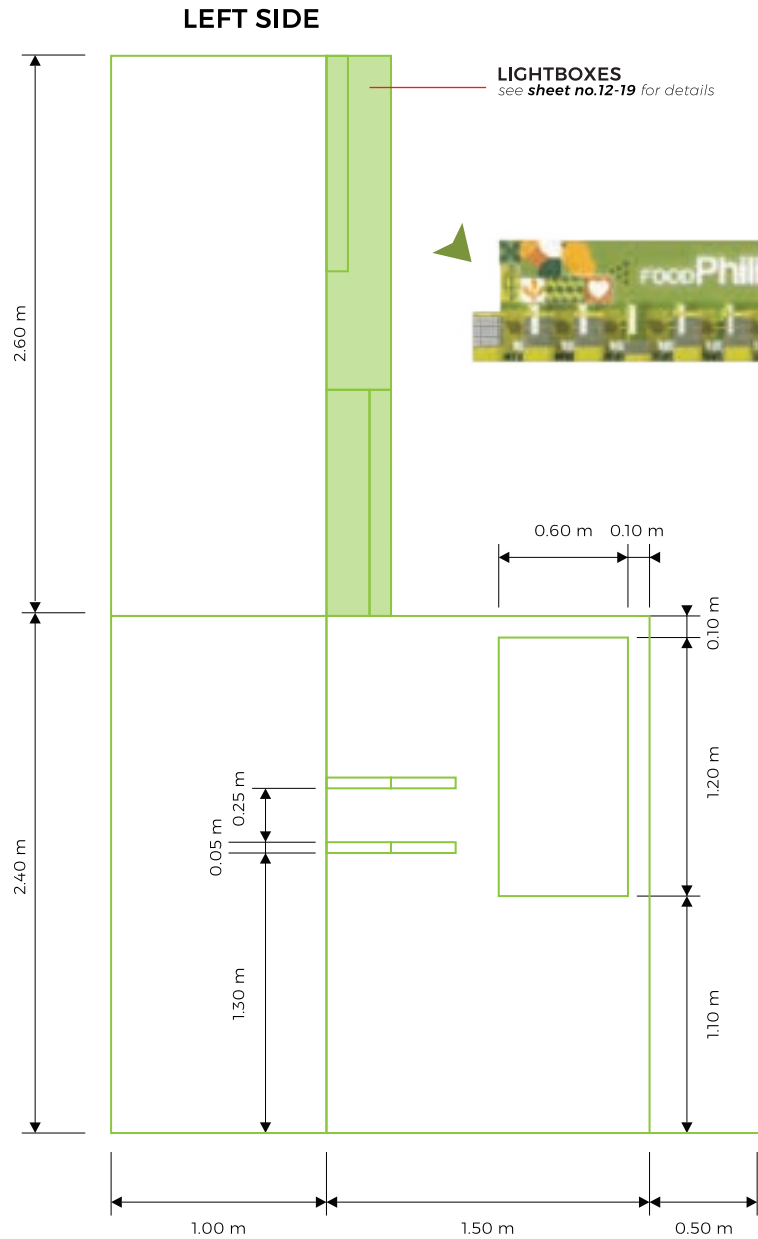 LEFT SIDE
LIGHTBOXES
see sheet no.12-19 for details
FOOD Phili
2.60 m
0.60 m
0.10 m
0.10 m
1.20 m
0.25 m
0.05 m
2.40 m
1.30 m
1.10 m
1.00 m
1.50 m
0.50 m